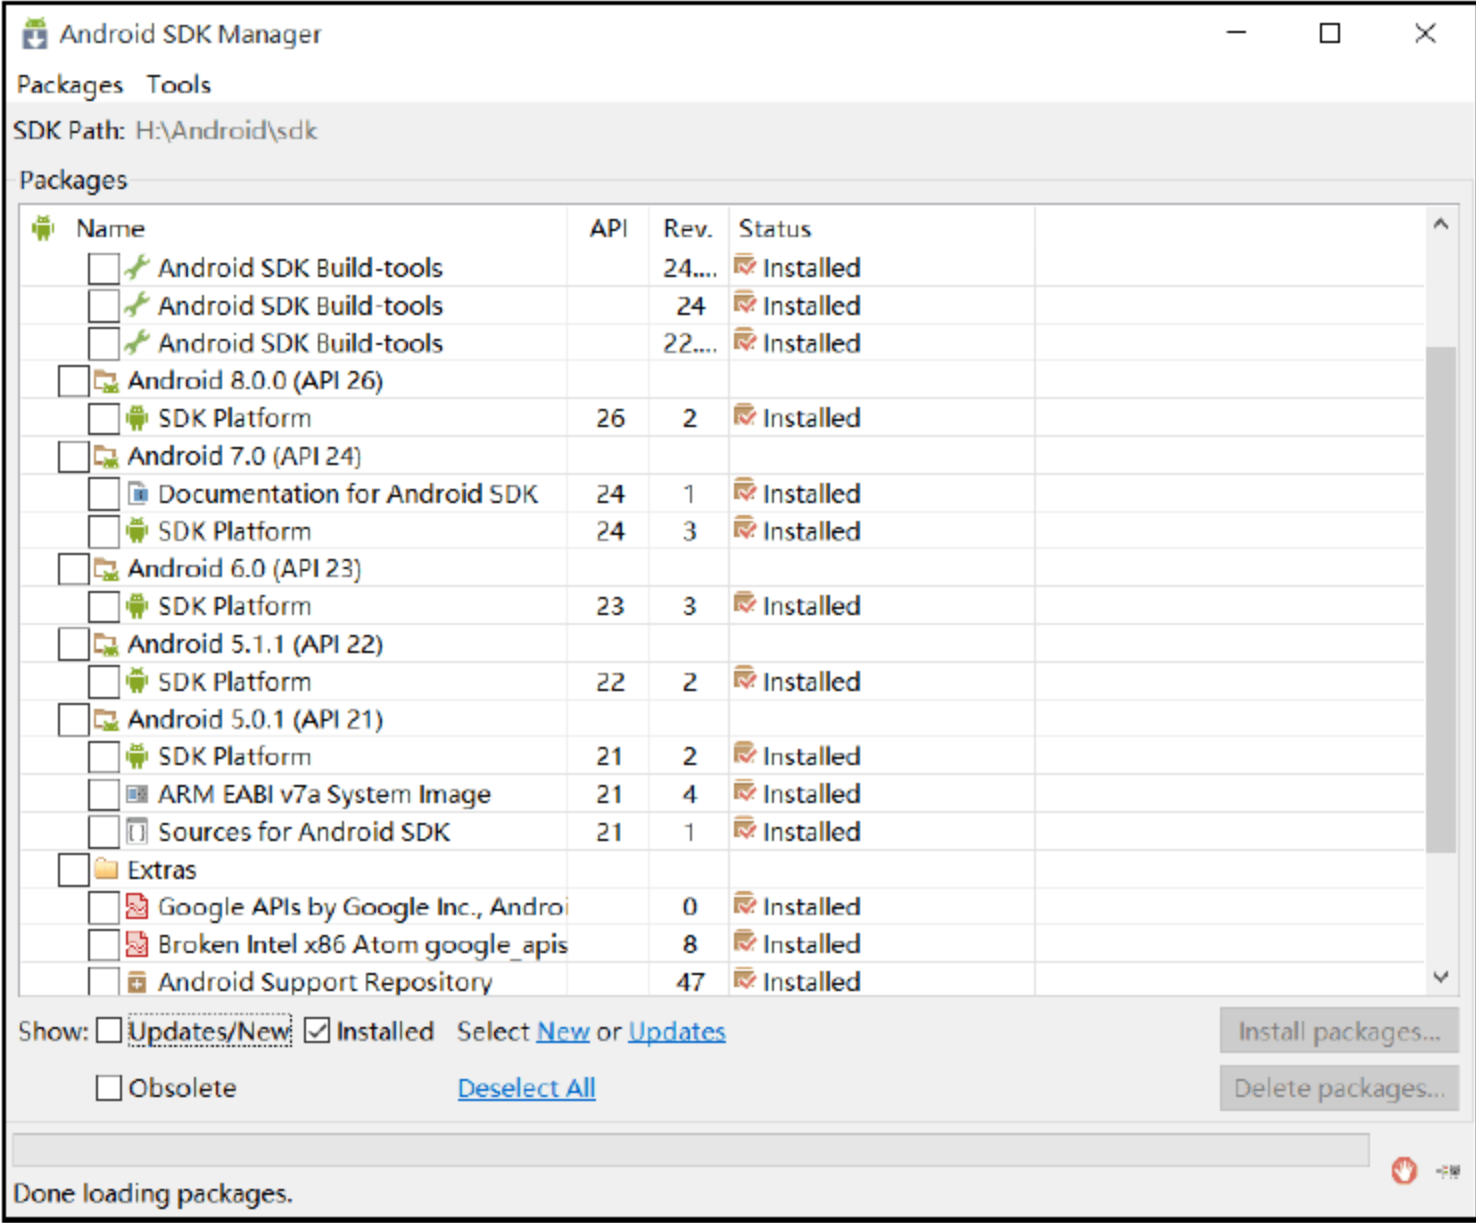 Android SDK Manager
Packages Tools
SDK Path: H:\Android\sdk
Packages
Name API Rev. Status
Android SDK Build-tools 24.... Installed
Android SDK Build-tools 24 Installed
Android SDK Build-tools 22.... Installed
Android 8.0.0 (API 26)
SDK Platform 26 2 Installed
Android 7.0 (API 24)
Documentation for Android SDK 24 1 Installed
SDK Platform 24 3 Installed
Android 6.0 (API 23)
SDK Platform 23 3 Installed
Android 5.1.1 (API 22)
SDK Platform 22 2 Installed
Android 5.0.1 (API 21)
SDK Platform 21 2 Installed
ARM EABI v7a System Image 21 4 Installed
Sources for Android SDK 21 1 Installed
Extras
Google APIs by Google Inc., Androi 0 Installed
Broken Intel x86 Atom google_apis 8 Installed
Android Support Repository 47 Installed
Show: Updates/New Installed Select New or Updates Install packages...
Obsolete Deselect All Delete packages...
Done loading packages.